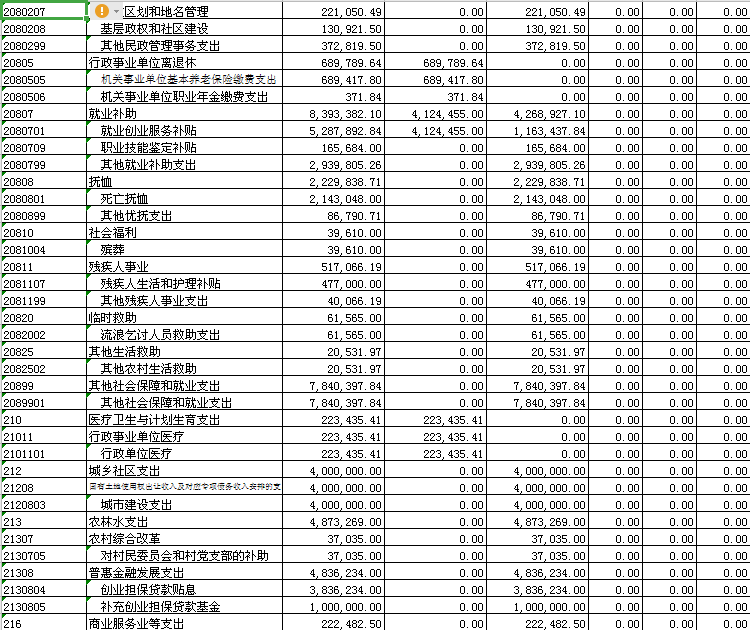 2080207 区划和地名管理 221,050.49 0.00 221,050.49 0.00 0.00 0.00
2080208 基层政权和社区建设 130,921.50 0.00 130,921.50 0.00 0.00 0.00
2080299 其他民政管理事务支出 372,819.50 0.00 372,819.50 0.00 0.00 0.00
20805 行政事业单位离退休 689,789.64 689,789.64 0.00 0.00 0.00 0.00
2080505 机关事业单位基本养老保险缴费支出 689,417.80 689,417.80 0.00 0.00 0.00 0.00
2080506 机关事业单位职业年金缴费支出 371.84 371.84 0.00 0.00 0.00 0.00
20807 就业补助 8,393,382.10 4,124,455.00 4,268,927.10 0.00 0.00 0.00
2080701 就业创业服务补贴 5,287,892.84 4,124,455.00 1,163,437.84 0.00 0.00 0.00
2080709 职业技能鉴定补贴 165,684.00 0.00 165,684.00 0.00 0.00 0.00
2080799 其他就业补助支出 2,939,805.26 0.00 2,939,805.26 0.00 0.00 0.00
20808 抚恤 2,229,838.71 0.00 2,229,838.71 0.00 0.00 0.00
2080801 死亡抚恤 2,143,048.00 0.00 2,143,048.00 0.00 0.00 0.00
2080899 其他优抚支出 86,790.71 0.00 86,790.71 0.00 0.00 0.00
20810 社会福利 39,610.00 0.00 39,610.00 0.00 0.00 0.00
2081004 殡葬 39,610.00 0.00 39,610.00 0.00 0.00 0.00
20811 残疾人事业 517,066.19 0.00 517,066.19 0.00 0.00 0.00
2081107 残疾人生活和护理补贴 477,000.00 0.00 477,000.00 0.00 0.00 0.00
2081199 其他残疾人事业支出 40,066.19 0.00 40,066.19 0.00 0.00 0.00
20820 临时救助 61,565.00 0.00 61,565.00 0.00 0.00 0.00
2082002 流浪乞讨人员救助支出 61,565.00 0.00 61,565.00 0.00 0.00 0.00
20825 其他生活救助 20,531.97 0.00 20,531.97 0.00 0.00 0.00
2082502 其他农村生活救助 20,531.97 0.00 20,531.97 0.00 0.00 0.00
20899 其他社会保障和就业支出 7,840,397.84 0.00 7,840,397.84 0.00 0.00 0.00
2089901 其他社会保障和就业支出 7,840,397.84 0.00 7,840,397.84 0.00 0.00 0.00
210 医疗卫生与计划生育支出 223,435.41 223,435.41 0.00 0.00 0.00 0.00
21011 行政事业单位医疗 223,435.41 223,435.41 0.00 0.00 0.00 0.00
2101101 行政单位医疗 223,435.41 223,435.41 0.00 0.00 0.00 0.00
212 城乡社区支出 4,000,000.00 0.00 4,000,000.00 0.00 0.00 0.00
21208 国有土地使用权出让收入及对应专项债务收入安排的支 4,000,000.00 0.00 4,000,000.00 0.00 0.00 0.00
2120803 城市建设支出 4,000,000.00 0.00 4,000,000.00 0.00 0.00 0.00
213 农林水支出 4,873,269.00 0.00 4,873,269.00 0.00 0.00 0.00
21307 农村综合改革 37,035.00 0.00 37,035.00 0.00 0.00 0.00
2130705 对村民委员会和村党支部的补助 37,035.00 0.00 37,035.00 0.00 0.00 0.00
21308 普惠金融发展支出 4,836,234.00 0.00 4,836,234.00 0.00 0.00 0.00
2130804 创业担保贷款贴息 3,836,234.00 0.00 3,836,234.00 0.00 0.00 0.00
2130805 补充创业担保贷款基金 1,000,000.00 0.00 1,000,000.00 0.00 0.00 0.00
216 商业服务业等支出 222,482.50 0.00 222,482.50 0.00 0.00 0.00